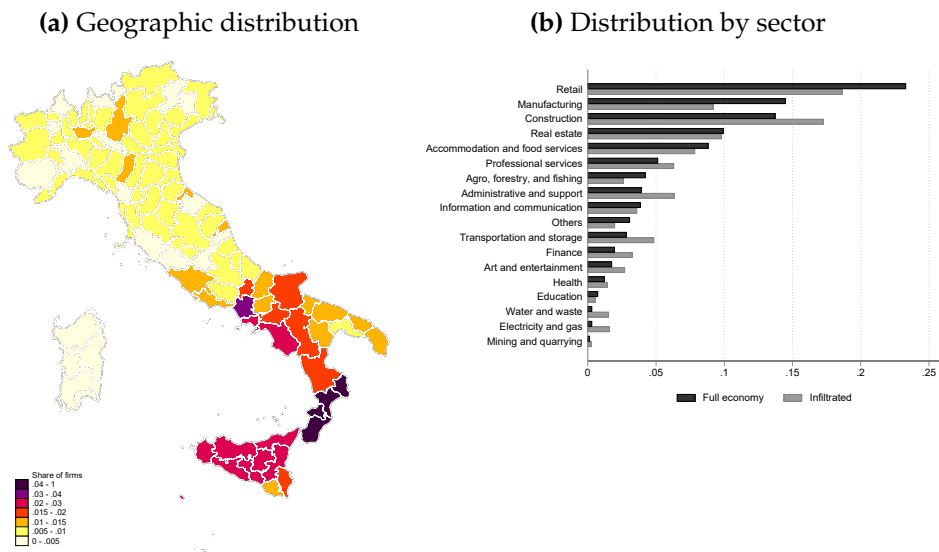 (a) Geographic distribution
Share of firms
.04 - 1
.03 - .04
.02 - .03
.015 - .02
.01 - .015
.005 - .01
0 - .005
(b) Distribution by sector
Retail
Manufacturing
Construction
Real estate
Accommodation and food services
Professional services
Agro, forestry, and fishing
Administrative and support
Information and communication
Others
Transportation and storage
Finance
Art and entertainment
Health
Education
Water and waste
Electricity and gas
Mining and quarrying
0 .05 .1 .15 .2 .25
Full economy Infiltrated